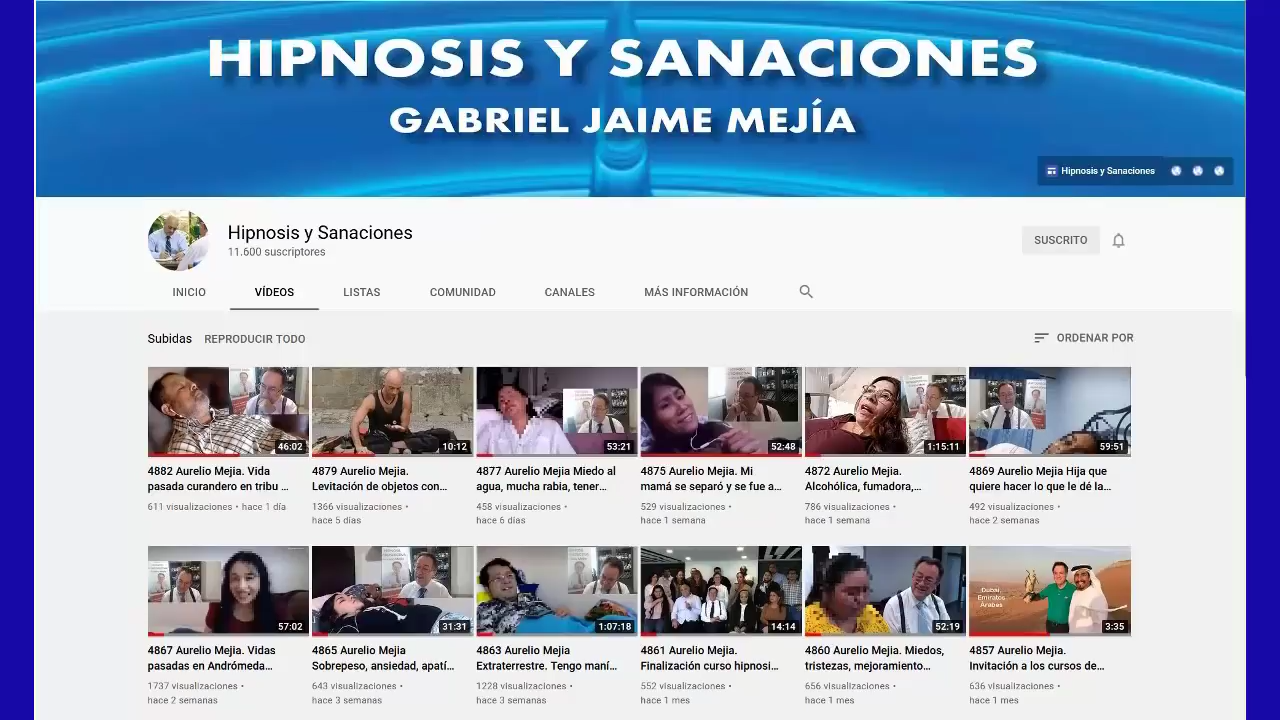 HIPNOSIS Y SANACIONES
GABRIEL JAIME MEJÍA
Hipnosis y Sanaciones
Hipnosis y Sanaciones
11.600 suscriptores
SUSCRITO
INICIO
VÍDEOS
LISTAS
COMUNIDAD
CANALES
MÁS INFORMACIÓN
Subidas
REPRODUCIR TODO
ORDENAR POR
46:02
10:12
53:21
52:48
1:15:11
59:51
4882 Aurelio Mejia. Vida
pasada curandero en tribu ...
611 visualizaciones •
hace 1 día
4879 Aurelio Mejia.
Levitación de objetos con...
1366 visualizaciones •
hace 5 días
4877 Aurelio Mejia Miedo al
agua, mucha rabia, tener...
458 visualizaciones •
hace 6 días
4875 Aurelio Mejia. Mi
mamá se separó y se fue a...
529 visualizaciones •
hace 1 semana
4872 Aurelio Mejia.
Alcohólica, fumadora,...
786 visualizaciones •
hace 1 semana
4869 Aurelio Mejia Hija que
quiere hacer lo que le dé la...
492 visualizaciones •
hace 2 semanas
57:02
31:31
1:07:18
14:14
52:19
Dubai,
Emiratos
Arabes
3:35
4867 Aurelio Mejia. Vidas
pasadas en Andrómeda...
1737 visualizaciones •
hace 2 semanas
4865 Aurelio Mejia
Sobrepeso, ansiedad, apatí...
643 visualizaciones •
hace 3 semanas
4863 Aurelio Mejia
Extraterrestre. Tengo maní...
1228 visualizaciones •
hace 3 semanas
4861 Aurelio Mejia.
Finalización curso hipnosi...
552 visualizaciones •
hace 1 mes
4860 Aurelio Mejia. Miedos,
tristezas, mejoramiento...
656 visualizaciones •
hace 1 mes
4857 Aurelio Mejia.
Invitación a los cursos de...
636 visualizaciones •
hace 1 mes